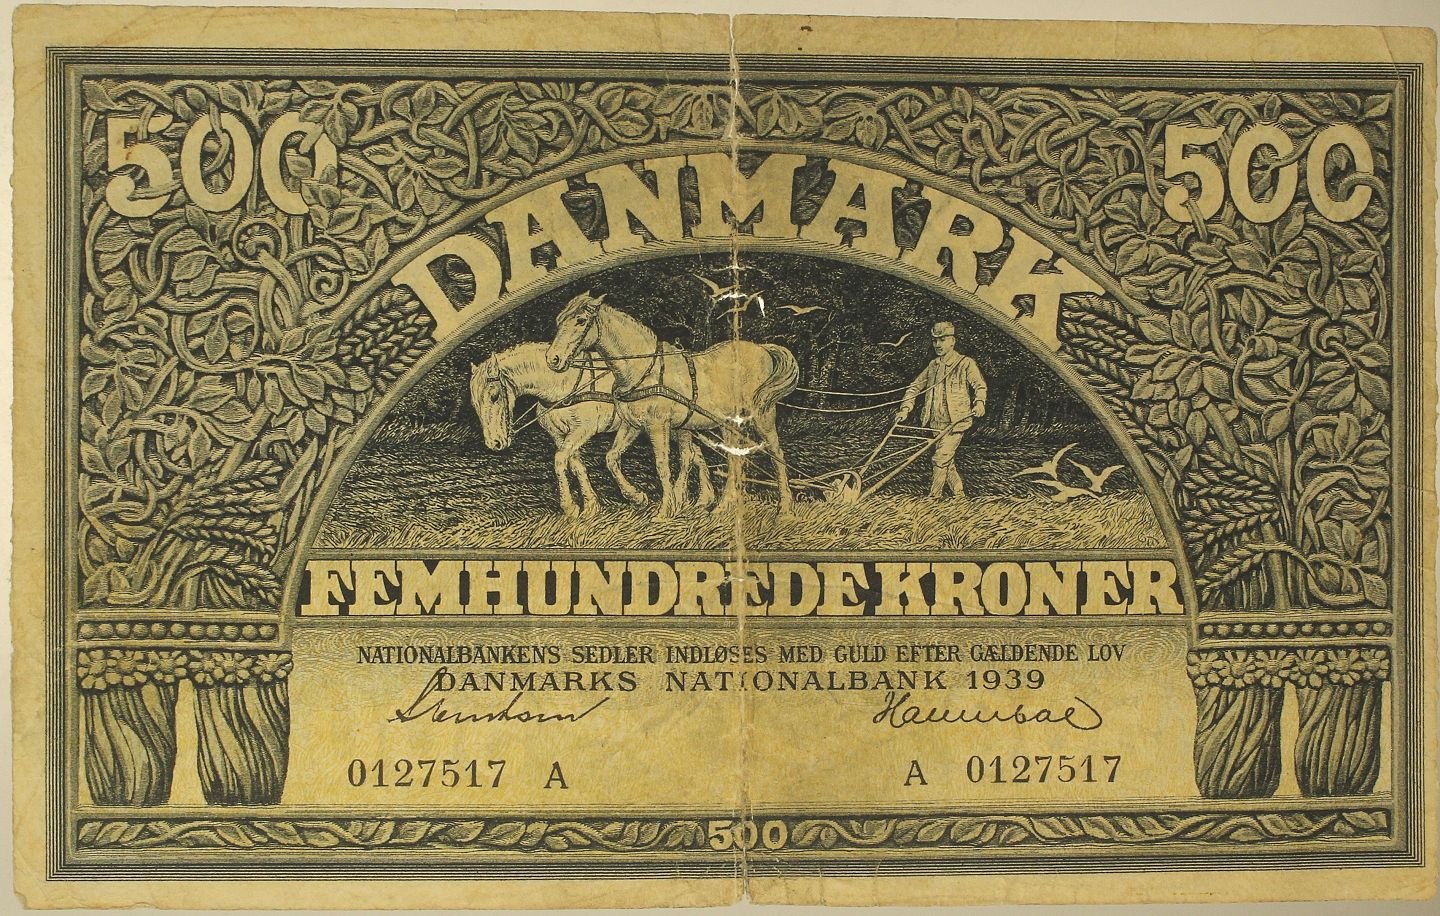 500 500
DANMARK
FEMHUNDREDE KRONER
NATIONALBANKENS SEDLER INDLØSES MED GULD EFTER GÆLDENDE LOV
DANMARKS NATIONALBANK 1939
0127517 A A 0127517
500